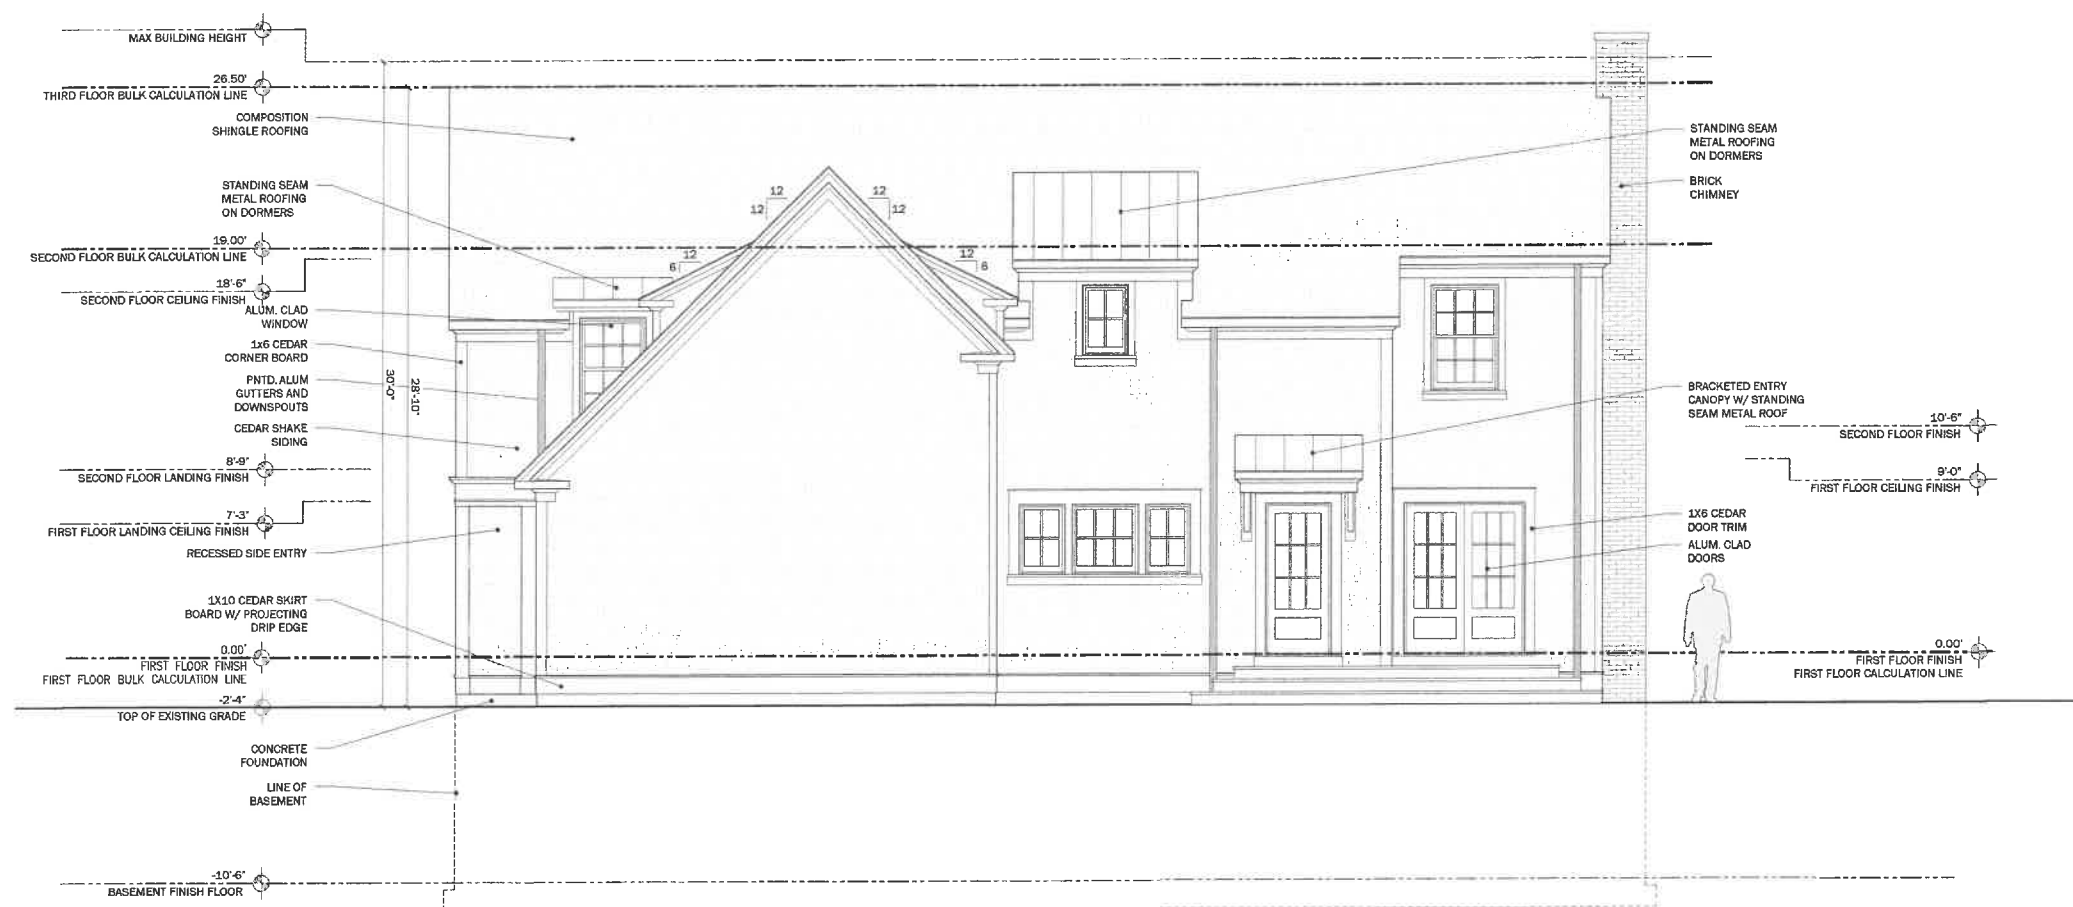 MAX BUILDING HEIGHT
26.50'
THIRD FLOOR BULK CALCULATION LINE
COMPOSITION
SHINGLE ROOFING
STANDING SEAM
METAL ROOFING
ON DORMERS
19.00'
SECOND FLOOR BULK CALCULATION LINE
18'-6"
SECOND FLOOR CEILING FINISH
ALUM. CLAD
WINDOW
1x6 CEDAR
CORNER BOARD
PNTD. ALUM
GUTTERS AND
DOWNSPOUTS
CEDAR SHAKE
SIDING
8'-9"
SECOND FLOOR LANDING FINISH
7'-3"
FIRST FLOOR LANDING CEILING FINISH
RECESSED SIDE ENTRY
1X10 CEDAR SKIRT
BOARD W/ PROJECTING
DRIP EDGE
0.00'
FIRST FLOOR FINISH
FIRST FLOOR BULK CALCULATION LINE
-2'-4"
TOP OF EXISTING GRADE
CONCRETE
FOUNDATION
LINE OF
BASEMENT
-10'-6"
BASEMENT FINISH FLOOR
30'-0"
28'-10"
12
12
12
12
12
6
12
6
STANDING SEAM
METAL ROOFING
ON DORMERS
BRICK
CHIMNEY
BRACKETED ENTRY
CANOPY W/ STANDING
SEAM METAL ROOF
10'-6"
SECOND FLOOR FINISH
9'-0"
FIRST FLOOR CEILING FINISH
1X6 CEDAR
DOOR TRIM
ALUM. CLAD
DOORS
0.00'
FIRST FLOOR FINISH
FIRST FLOOR CALCULATION LINE